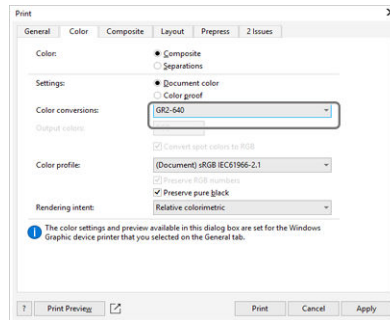 Print
General Color Composite Layout Prepress 2 Issues
Color: Composite
Separations
Settings: Document color
Color proof
Color conversions: GR2-640
Output colors:
Convert spot colors to RGB
Color profile: (Document) sRGB IEC61966-2.1
Preserve RGB numbers
Preserve pure black
Rendering intent: Relative colorimetric
The color settings and preview available in this dialog box are set for the Windows
Graphic device printer that you selected on the General tab.
? Print Preview Print Cancel Apply